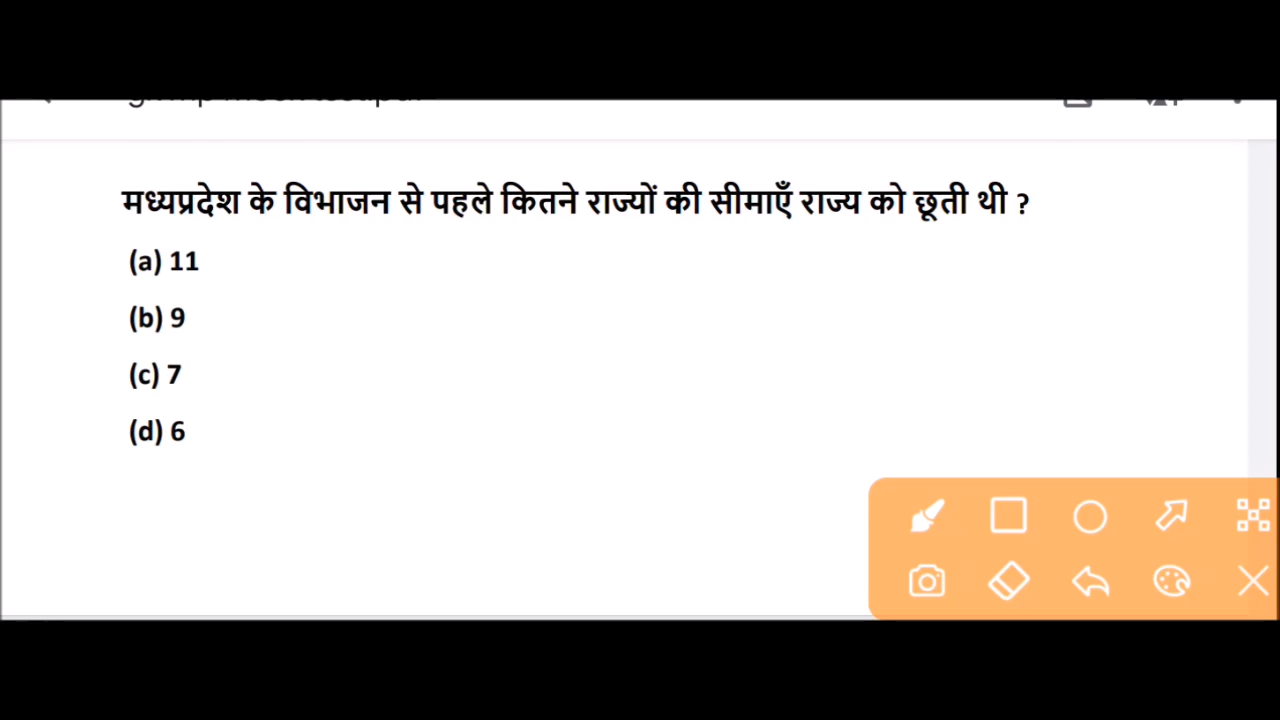 मध्यप्रदेश के विभाजन से पहले कितने राज्यों की सीमाएँ राज्य को छूती थी ?
(a) 11
(b) 9
(c) 7
(d) 6